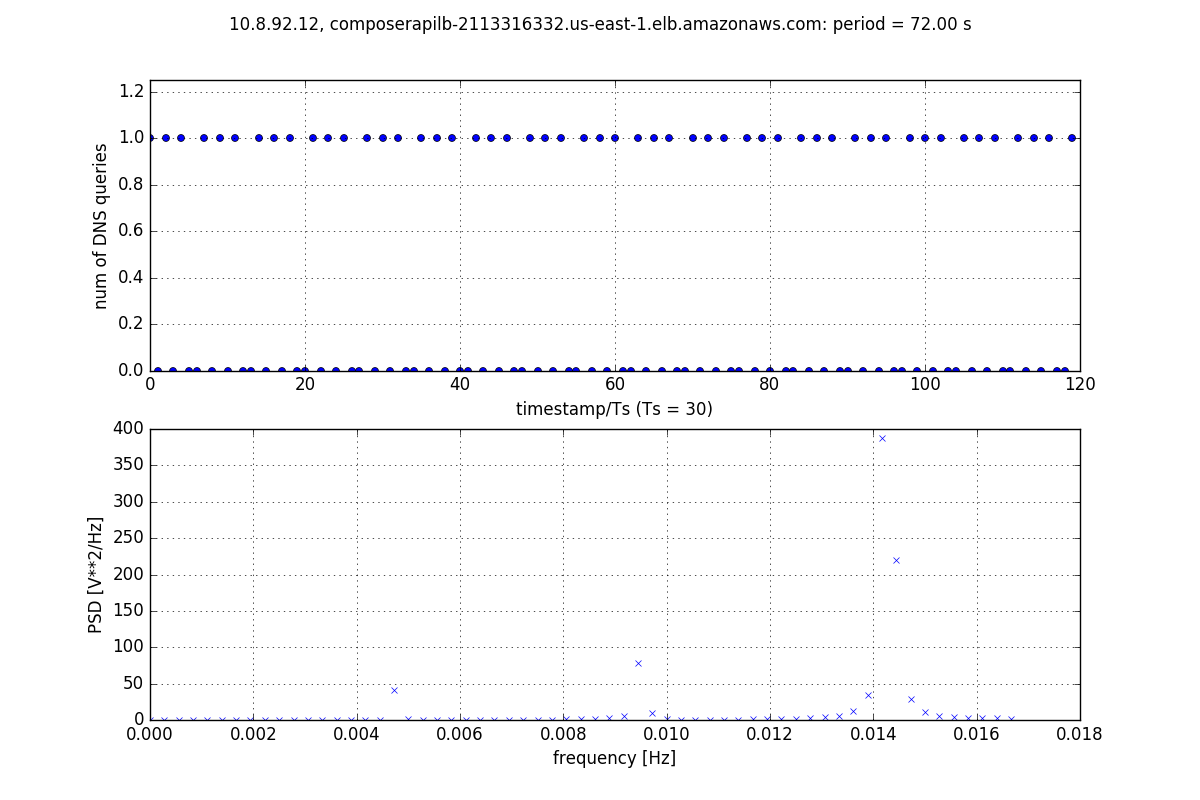 10.8.92.12, composerapilb-2113316332.us-east-1.elb.amazonaws.com: period = 72.00 s
1.2
1.0
0.8
0.6
0.4
0.2
0.0
num of DNS queries
0 20 40 60 80 100 120
timestamp/Ts (Ts = 30)
400
350
300
250
200
150
100
50
0
PSD [V**2/Hz]
0.000 0.002 0.004 0.006 0.008 0.010 0.012 0.014 0.016 0.018
frequency [Hz]